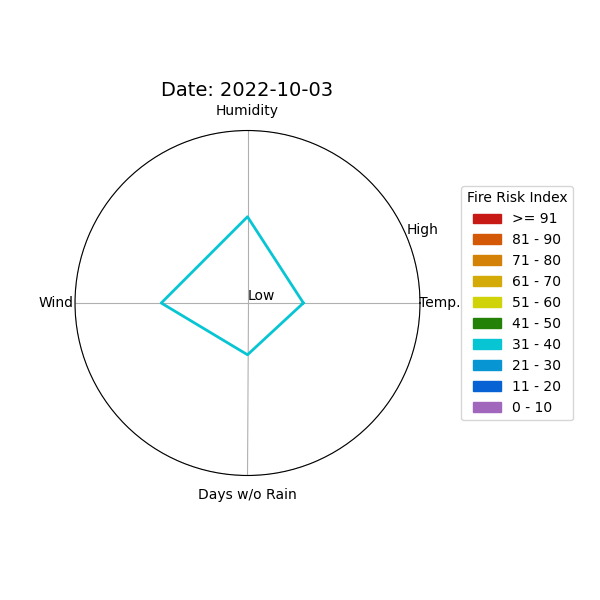 Date: 2022-10-03
Humidity
High
Low
Wind
Temp.
Days w/o Rain
Fire Risk Index
>= 91
81 - 90
71 - 80
61 - 70
51 - 60
41 - 50
31 - 40
21 - 30
11 - 20
0 - 10